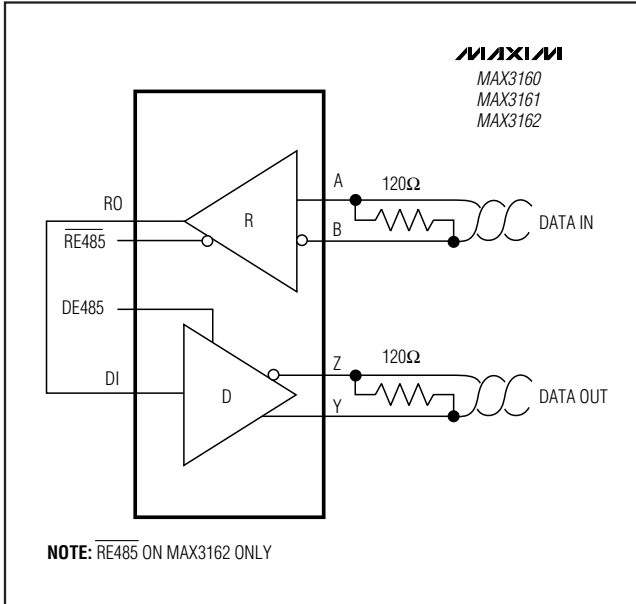 MAXIM
MAX3160
MAX3161
MAX3162
A
120Ω
RO
R
B
DATA IN
RE485
DE485
Z
120Ω
DI
D
Y
DATA OUT
NOTE: RE485 ON MAX3162 ONLY